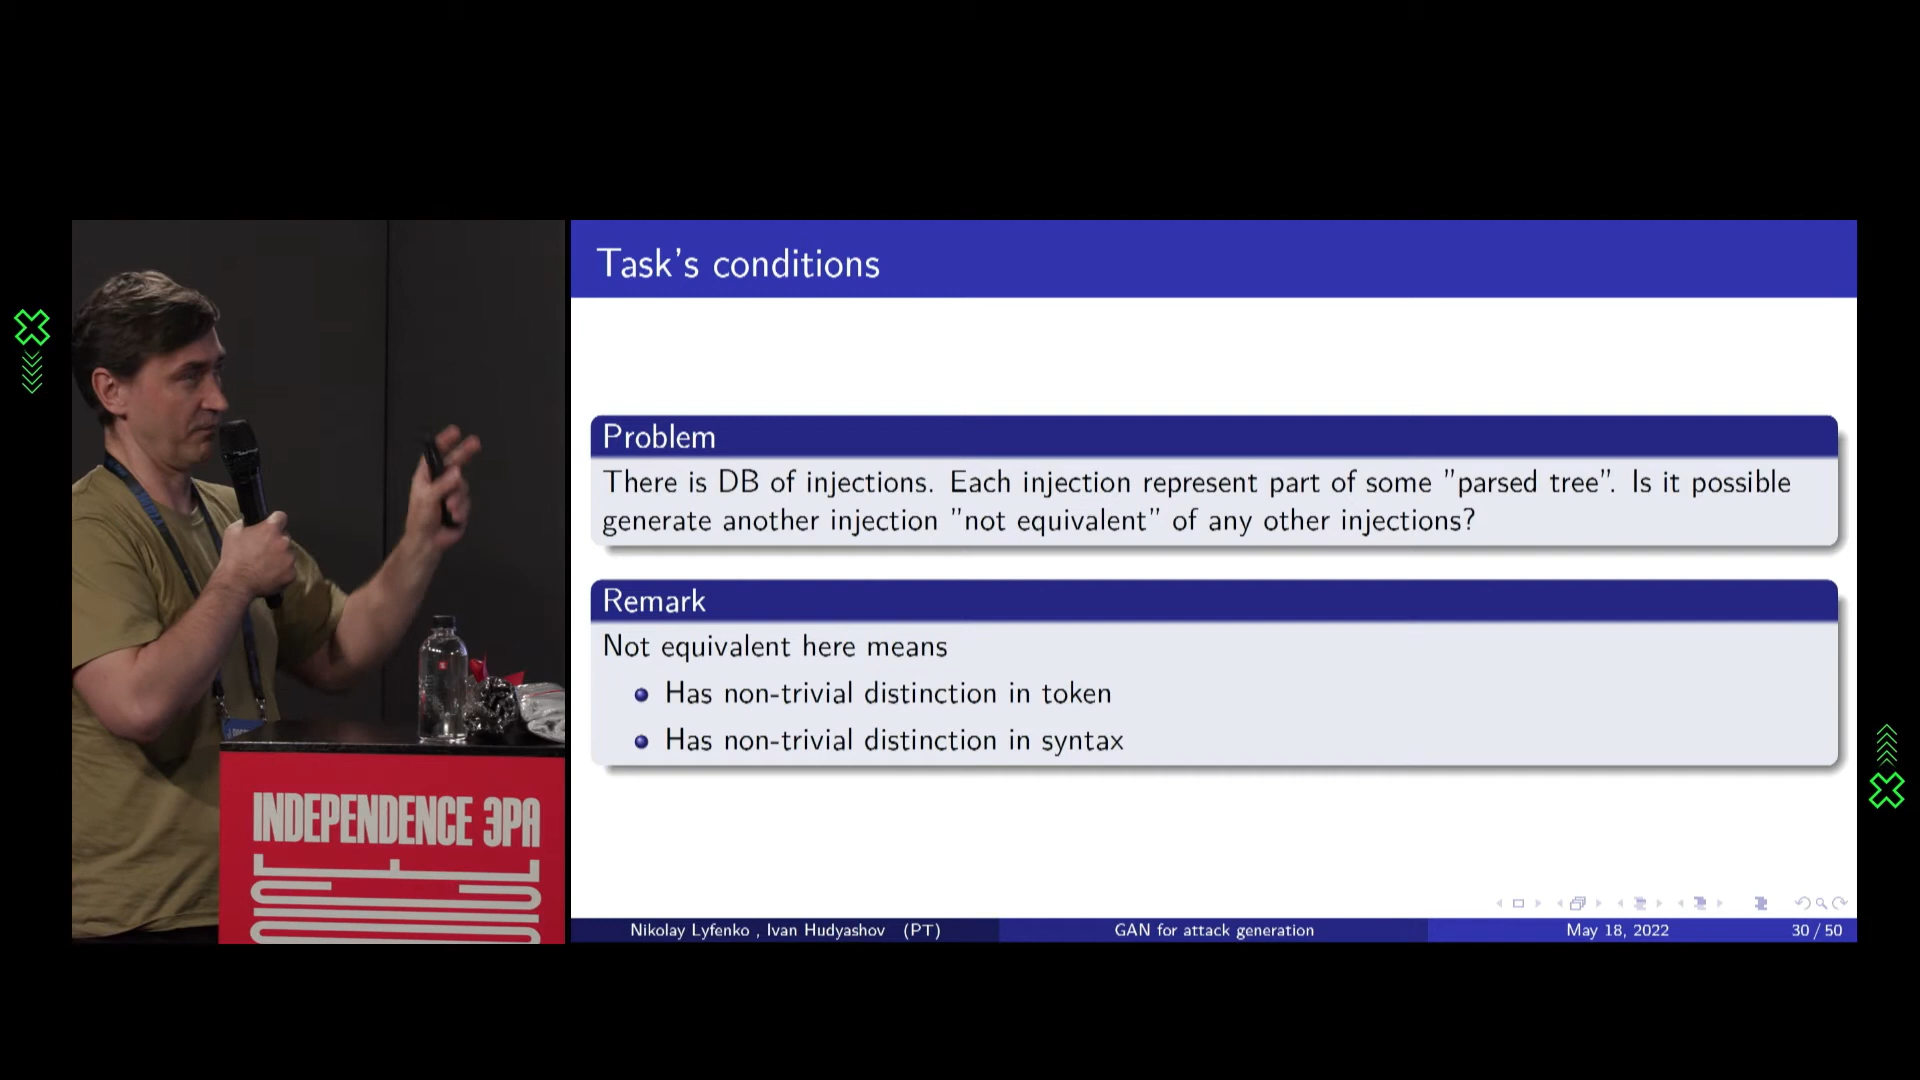 Task's conditions
Problem
There is DB of injections. Each injection represent part of some ”parsed tree”. Is it possible
generate another injection ”not equivalent” of any other injections?
Remark
Not equivalent here means
Has non-trivial distinction in token
Has non-trivial distinction in syntax
INDEPENDENCE ЭРА
Nikolay Lyfenko , Ivan Hudyashov (PT)
GAN for attack generation
May 18, 2022
30 / 50